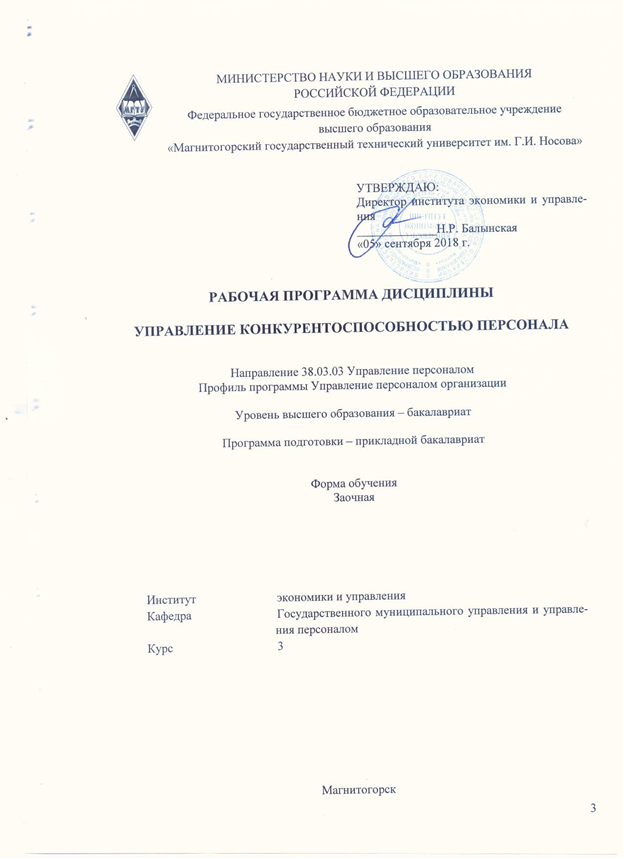 МИНИСТЕРСТВО НАУКИ И ВЫСШЕГО ОБРАЗОВАНИЯ
РОССИЙСКОЙ ФЕДЕРАЦИИ
Федеральное государственное бюджетное образовательное учреждение
высшего образования
«Магнитогорский государственный технический университет им. Г.И. Носова»
УТВЕРЖДАЮ:
Директор института экономики и управле-
ния
Н.Р. Балынская
«05» сентября 2018 г.
РАБОЧАЯ ПРОГРАММА ДИСЦИПЛИНЫ
УПРАВЛЕНИЕ КОНКУРЕНТОСПОСОБНОСТЬЮ ПЕРСОНАЛА
Направление 38.03.03 Управление персоналом
Профиль программы Управление персоналом организации
Уровень высшего образования – бакалавриат
Программа подготовки – прикладной бакалавриат
Форма обучения
Заочная
Институт экономики и управления
Кафедра Государственного муниципального управления и управле-
ния персоналом
Курс 3
Магнитогорск
3